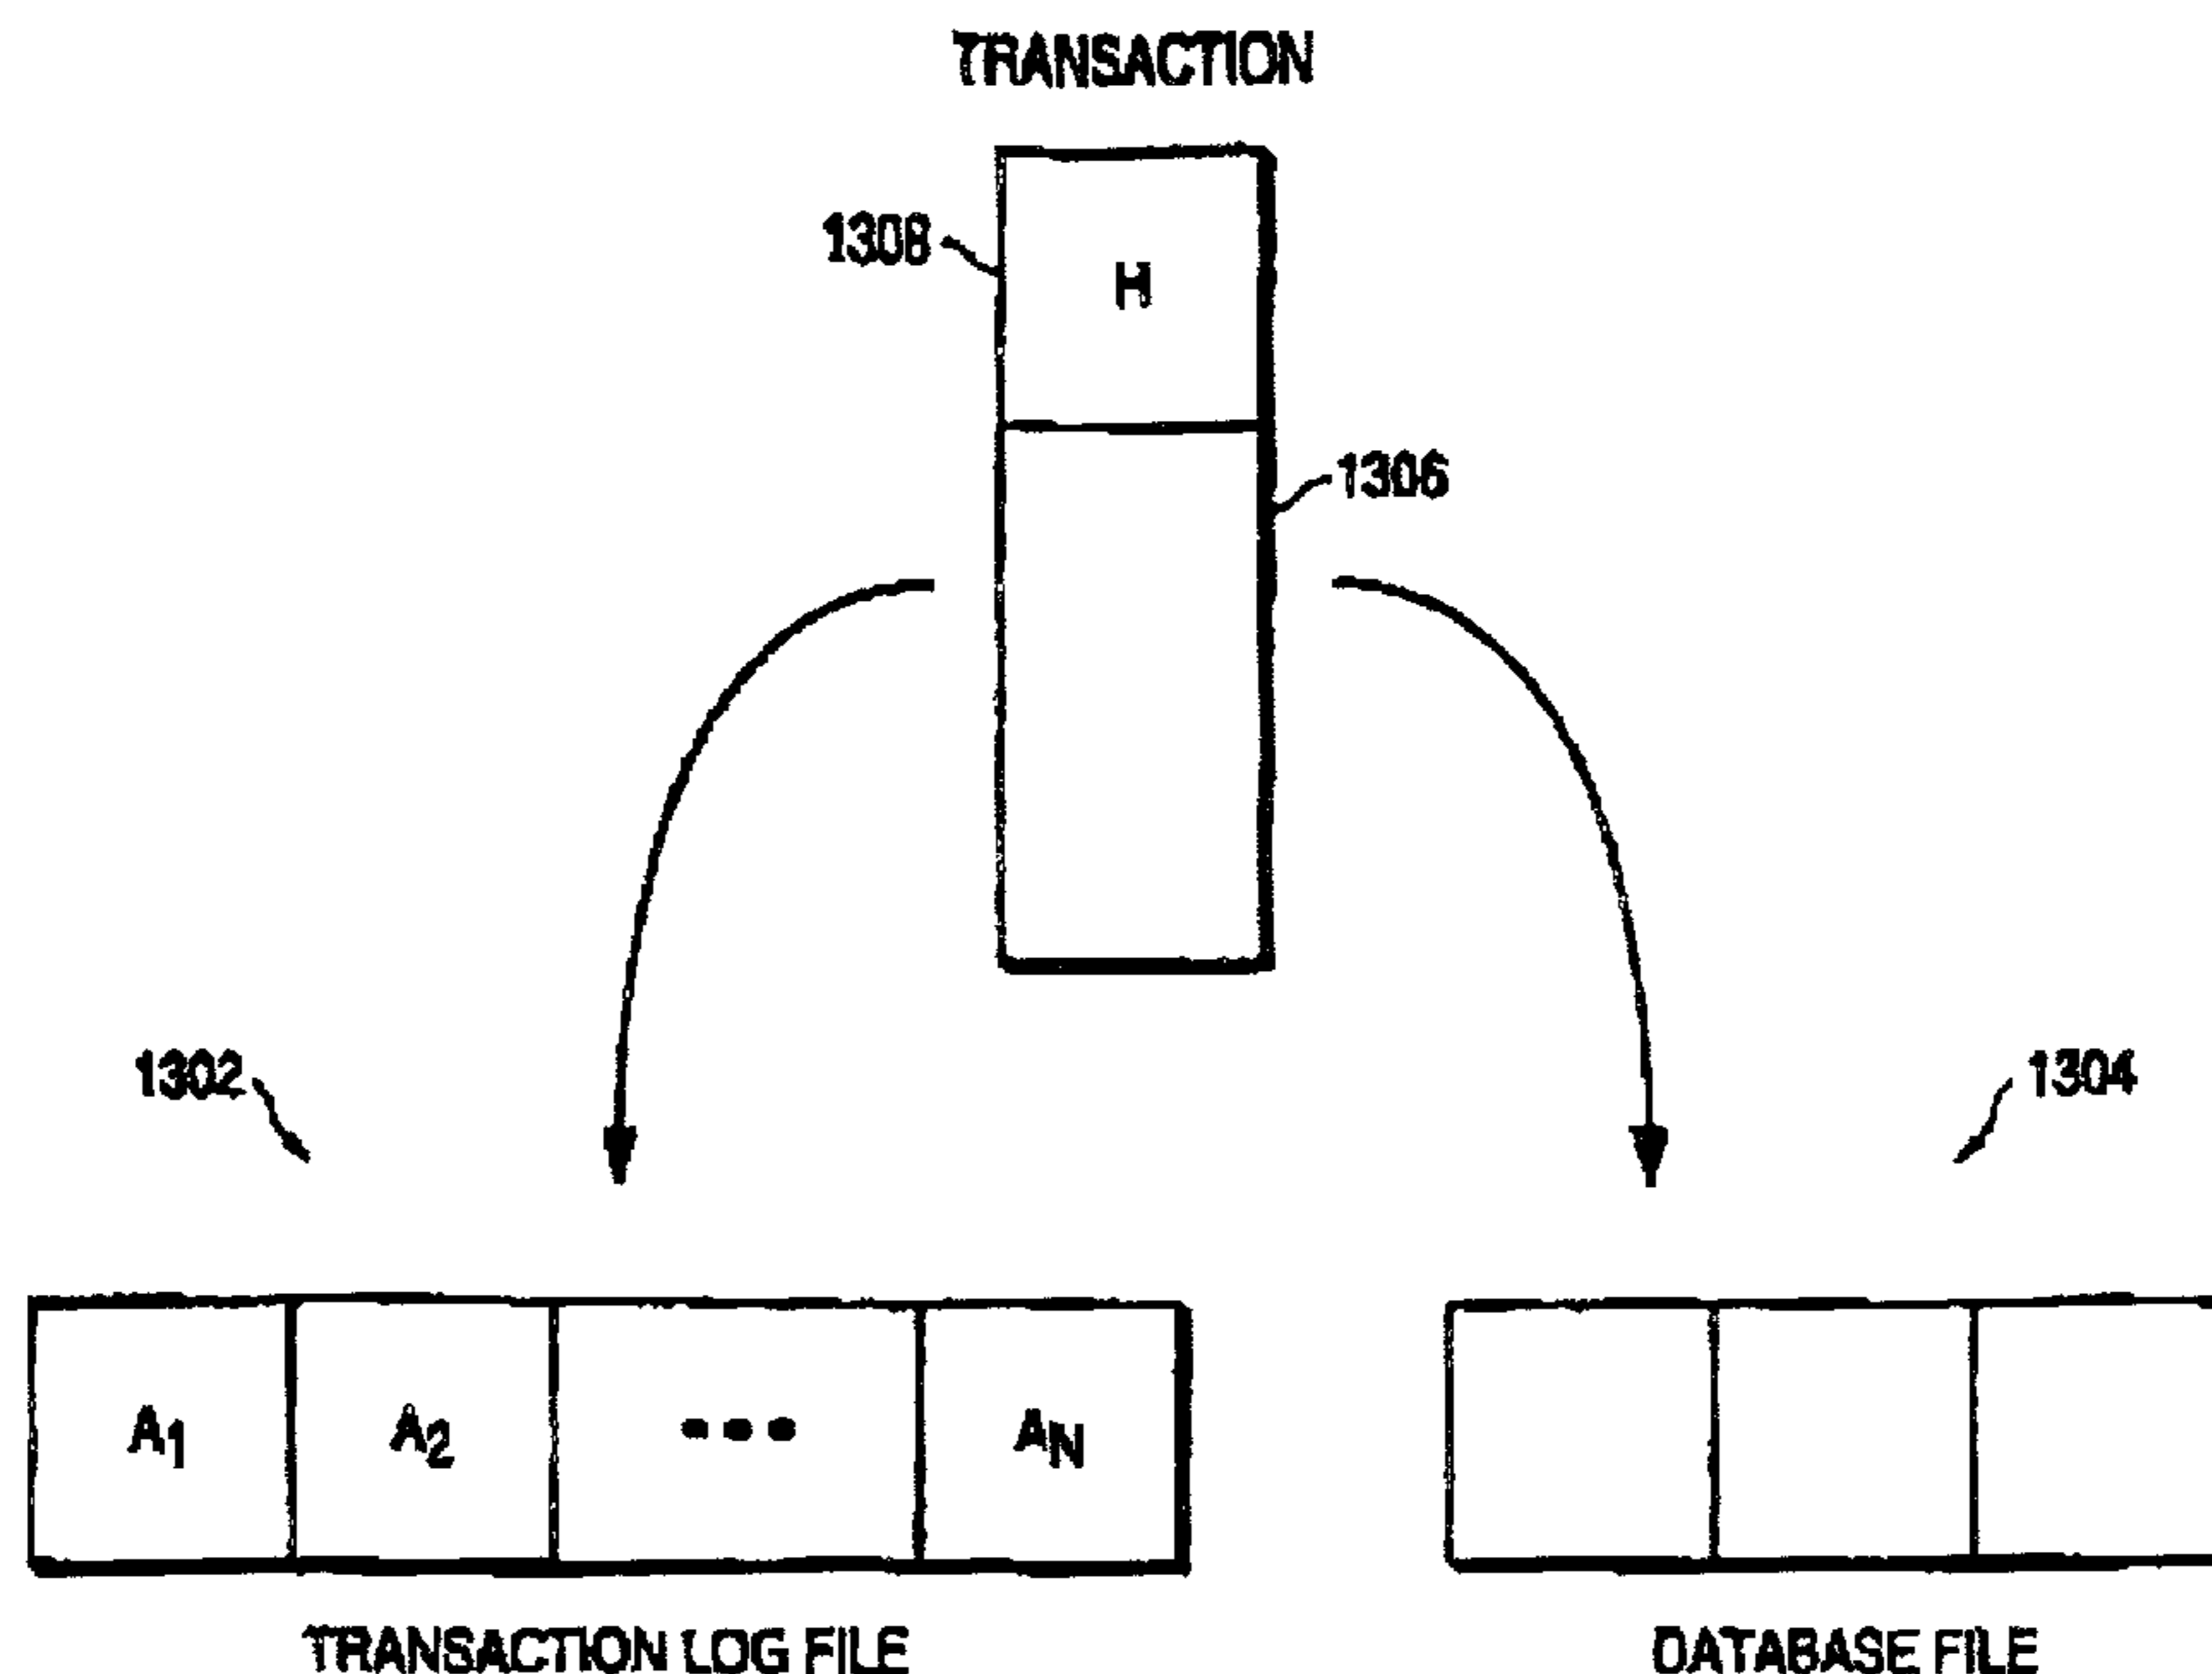 TRANSACTION
1308
H
1306
1302
1304
A1 A2 ••• AN
TRANSACTION LOG FILE
DATABASE FILE